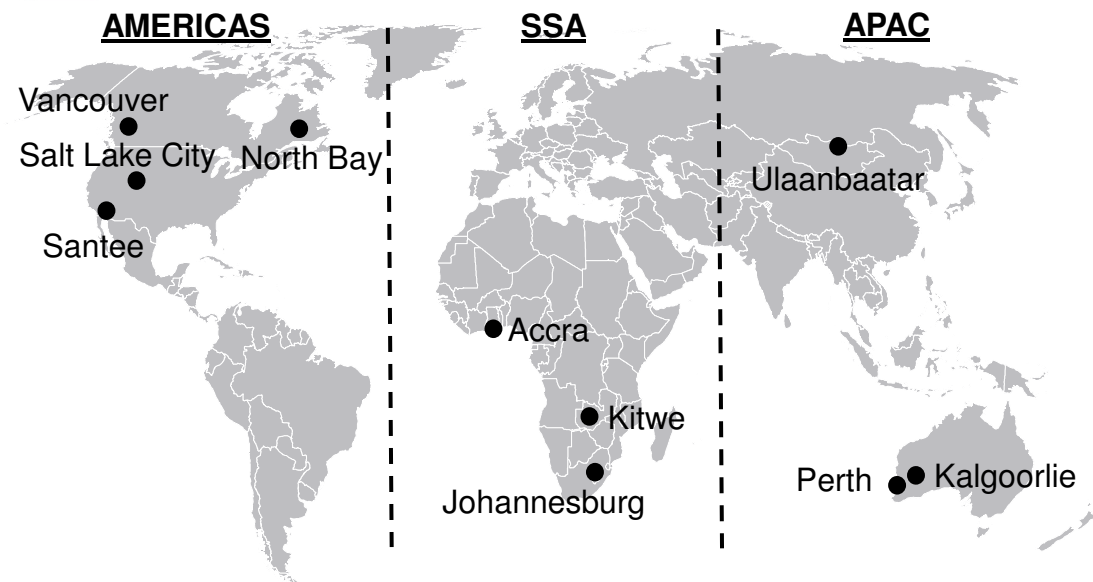 AMERICAS
SSA
APAC
Vancouver
Salt Lake City
North Bay
Santee
Ulaanbaatar
Accra
Kitwe
Johannesburg
Perth
Kalgoorlie